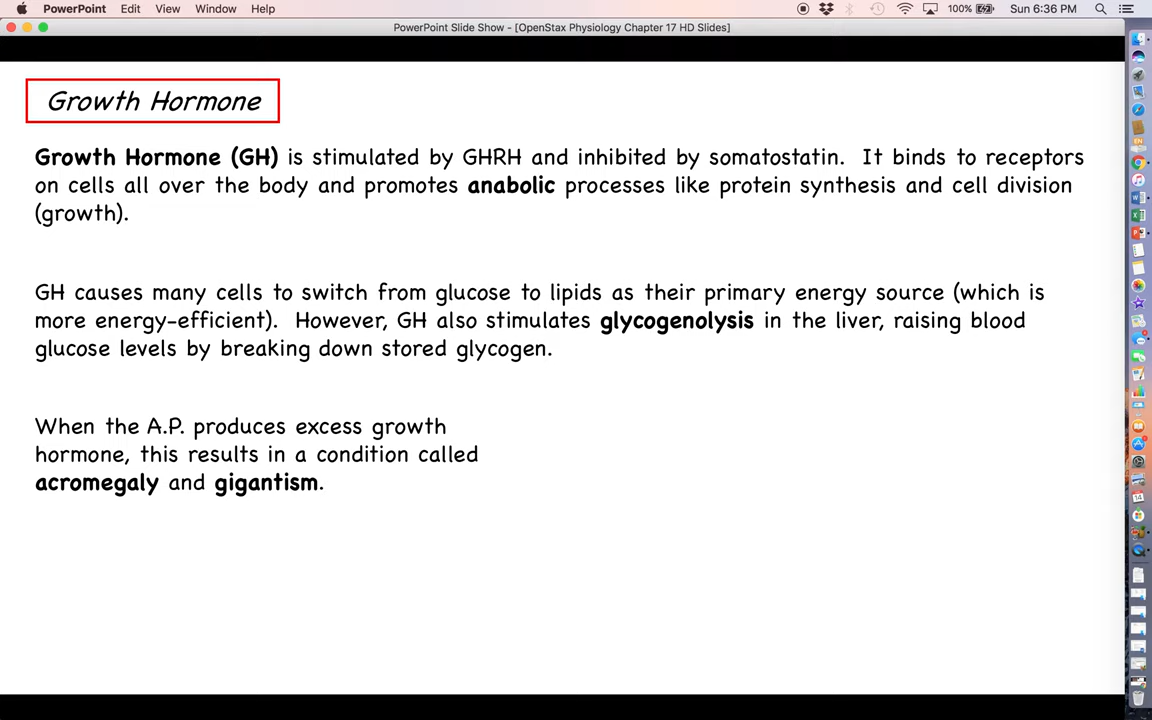 PowerPoint Edit View Window Help 100% Sun 6:36 PM
PowerPoint Slide Show - [OpenStax Physiology Chapter 17 HD Slides]
Growth Hormone
Growth Hormone (GH) is stimulated by GHRH and inhibited by somatostatin. It binds to receptors
on cells all over the body and promotes anabolic processes like protein synthesis and cell division
(growth).
GH causes many cells to switch from glucose to lipids as their primary energy source (which is
more energy-efficient). However, GH also stimulates glycogenolysis in the liver, raising blood
glucose levels by breaking down stored glycogen.
When the A.P. produces excess growth
hormone, this results in a condition called
acromegaly and gigantism.